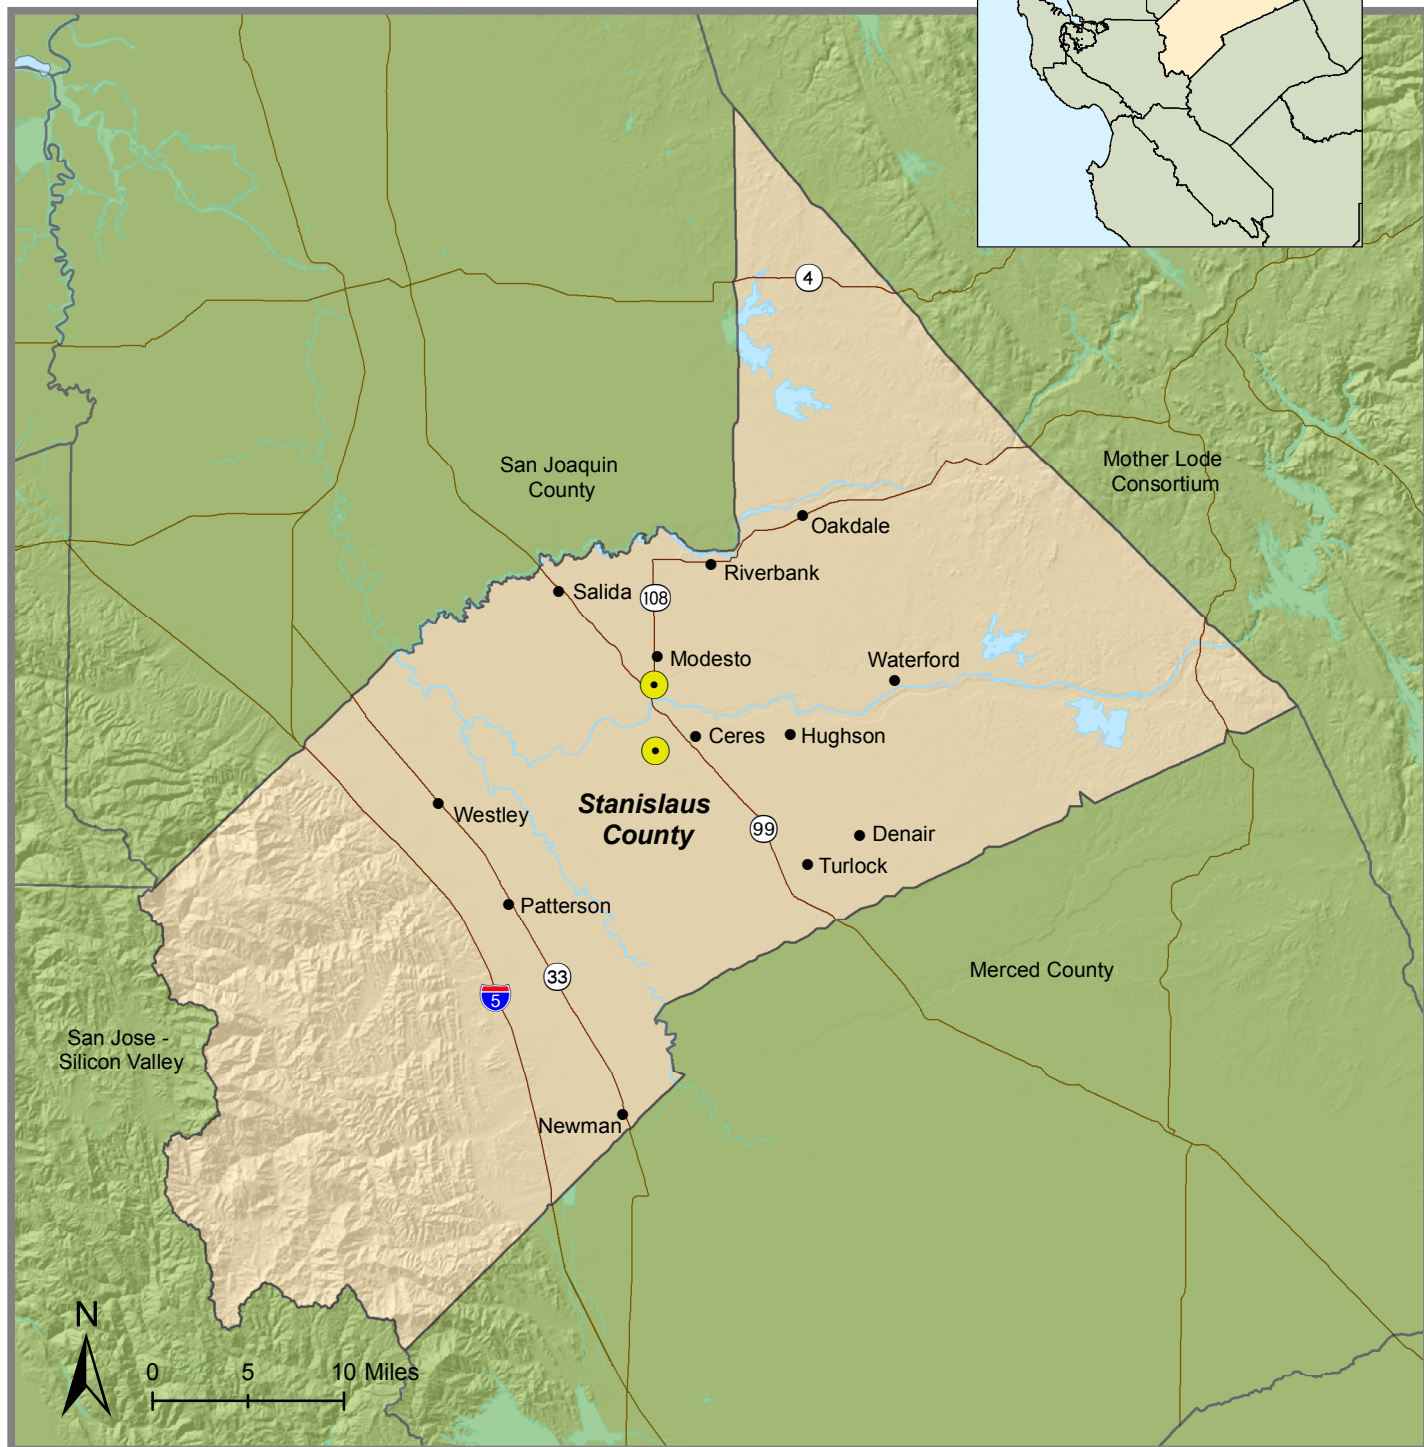 4
San Joaquin
County
Mother Lode
Consortium
Oakdale
Riverbank
Salida
108
Modesto
Waterford
Ceres
Hughson
Stanislaus
County
Westley
99
Denair
Turlock
Patterson
33
Merced County
5
San Jose -
Silicon Valley
Newman
N
0 5 10 Miles